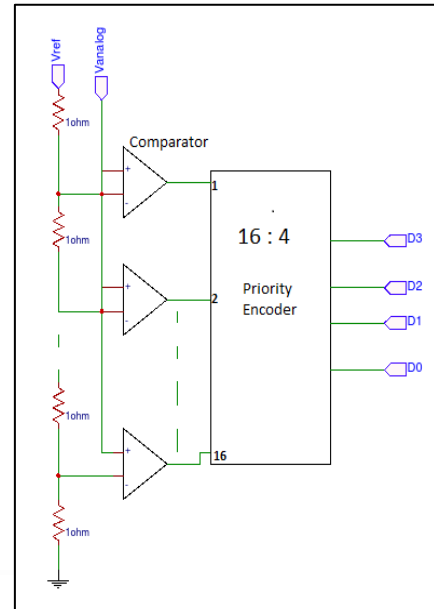 Vref
Vanalog
1ohm
Comparator
+
-
1
1ohm
16 : 4
D3
+
-
2
Priority
Encoder
D2
D1
D0
1ohm
+
-
16
1ohm